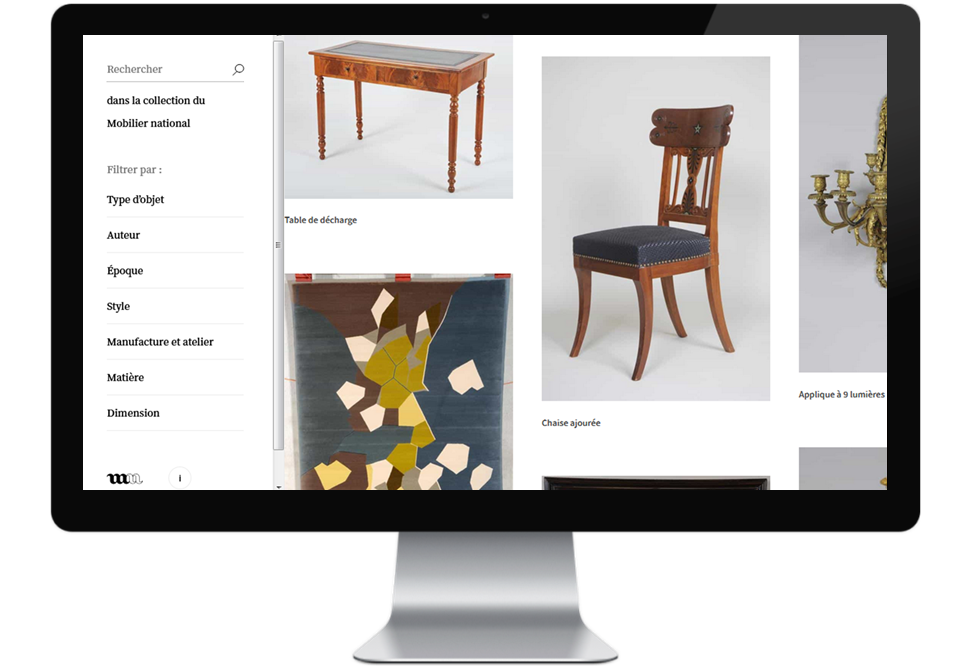 Rechercher
dans la collection du
Mobilier national
Filtrer par :
Type d'objet
Auteur
Époque
Style
Manufacture et atelier
Matière
Dimension
i
Table de décharge
Chaise ajourée
Applique à 9 lumières